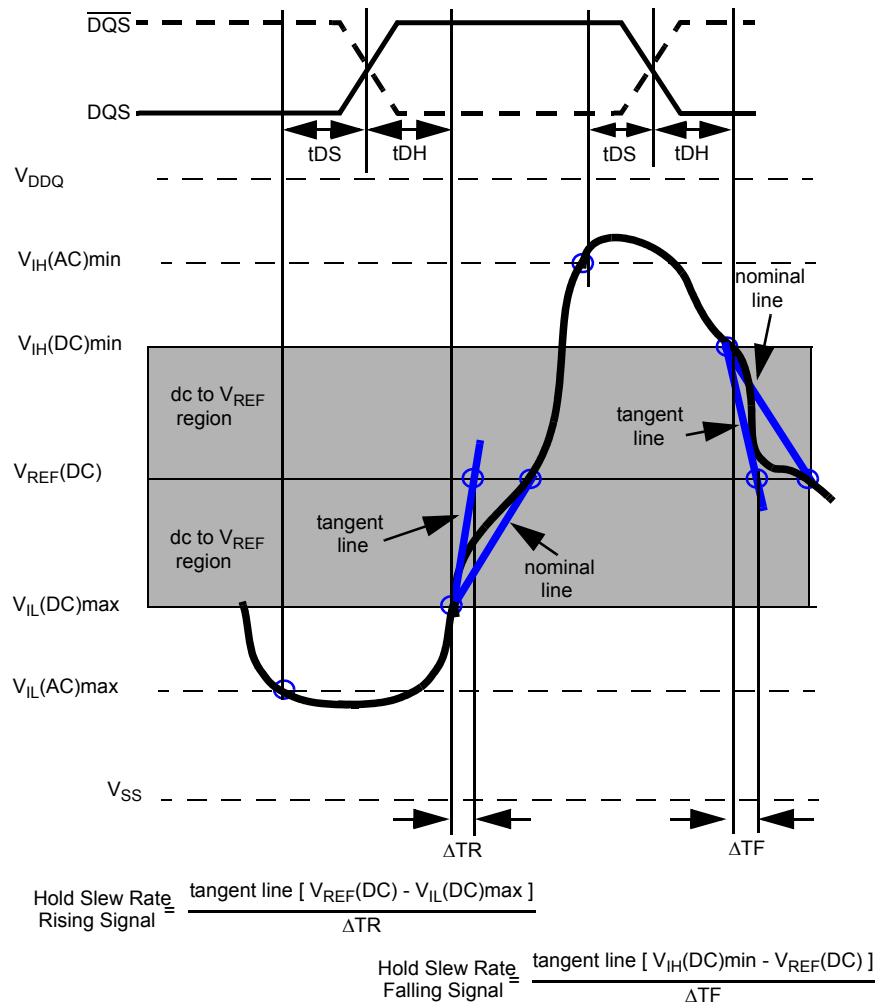 DQS
DQS
tDS
tDH
tDS
tDH
VDDQ
VIH(AC)min
nominal
line
VIH(DC)min
dc to VREF
region
tangent
line
VREF(DC)
tangent
line
dc to VREF
region
nominal
line
VIL(DC)max
VIL(AC)max
VSS
ΔTR
ΔTF
Hold Slew Rate
Rising Signal
=
tangent line [ VREF(DC) - VIL(DC)max ]
ΔTR
Hold Slew Rate
Falling Signal
=
tangent line [ VIH(DC)min - VREF(DC) ]
ΔTF